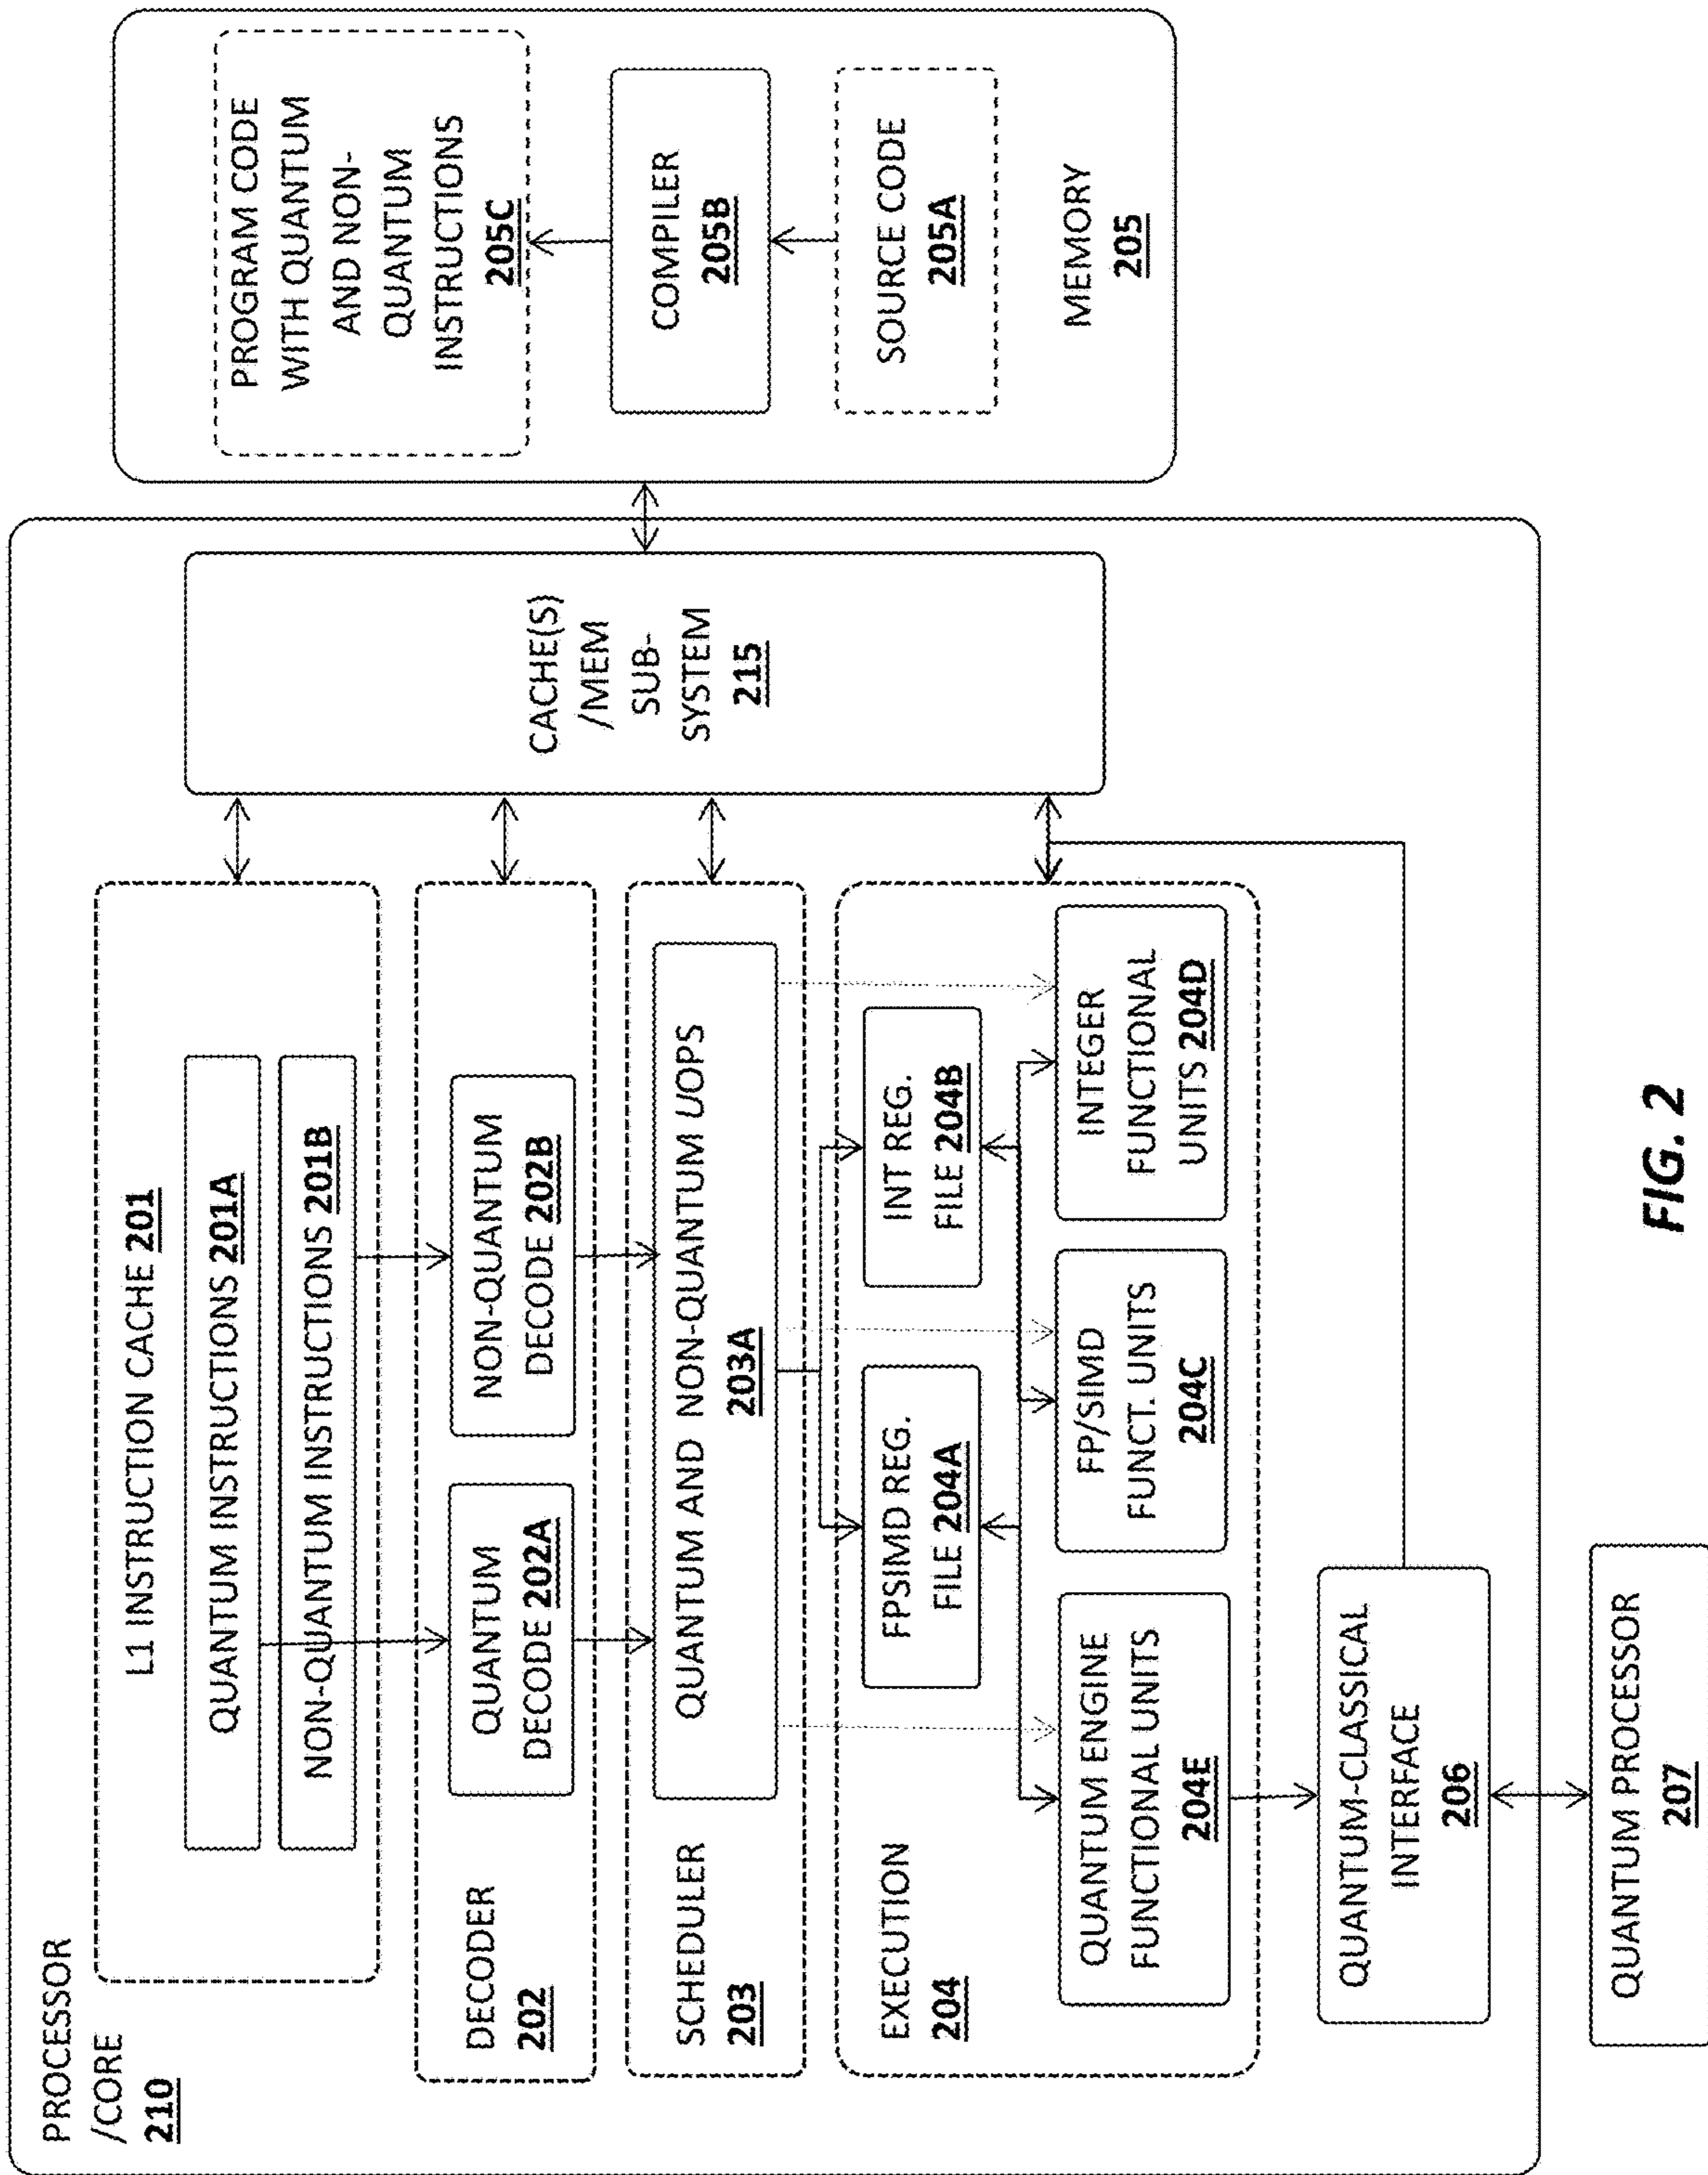 PROCESSOR
/CORE
210
L1 INSTRUCTION CACHE 201
QUANTUM INSTRUCTIONS 201A
NON-QUANTUM INSTRUCTIONS 201B
DECODER
202
QUANTUM
DECODE 202A
NON-QUANTUM
DECODE 202B
SCHEDULER
203
QUANTUM AND NON-QUANTUM UOPS
203A
EXECUTION
204
FPSIMD REG.
FILE 204A
INT REG.
FILE 204B
QUANTUM ENGINE
FUNCTIONAL UNITS
204E
FP/SIMD
FUNCT. UNITS
204C
INTEGER
FUNCTIONAL
UNITS 204D
QUANTUM-CLASSICAL
INTERFACE
206
QUANTUM PROCESSOR
207
CACHE(S)
/MEM
SUB-
SYSTEM
215
PROGRAM CODE
WITH QUANTUM
AND NON-
QUANTUM
INSTRUCTIONS
205C
COMPILER
205B
SOURCE CODE
205A
MEMORY
205
FIG. 2